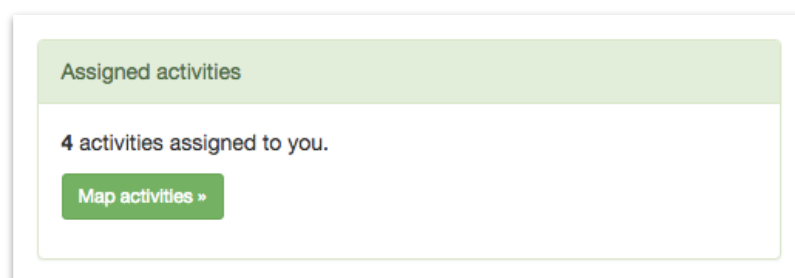 Assigned activities
4 activities assigned to you.
Map activities »